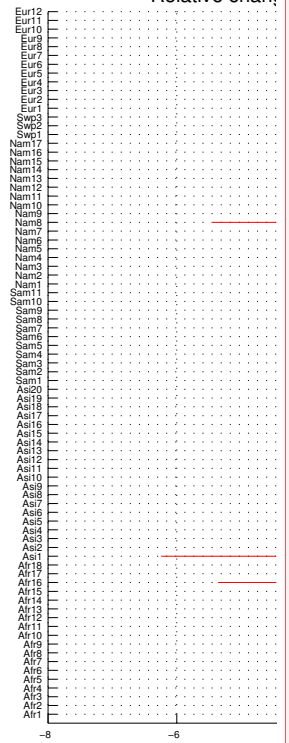 Relative chang
Eur12
Eur11
Eur10
Eur9
Eur8
Eur7
Eur6
Eur5
Eur4
Eur3
Eur2
Eur1
Swp3
Swp2
Swp1
Nam17
Nam16
Nam15
Nam14
Nam13
Nam12
Nam11
Nam10
Nam9
Nam8
Nam7
Nam6
Nam5
Nam4
Nam3
Nam2
Nam1
Sam11
Sam10
Sam9
Sam8
Sam7
Sam6
Sam5
Sam4
Sam3
Sam2
Sam1
Asi20
Asi19
Asi18
Asi17
Asi16
Asi15
Asi14
Asi13
Asi12
Asi11
Asi10
Asi9
Asi8
Asi7
Asi6
Asi5
Asi4
Asi3
Asi2
Asi1
Afr18
Afr17
Afr16
Afr15
Afr14
Afr13
Afr12
Afr11
Afr10
Afr9
Afr8
Afr7
Afr6
Afr5
Afr4
Afr3
Afr2
Afr1
−8 −6